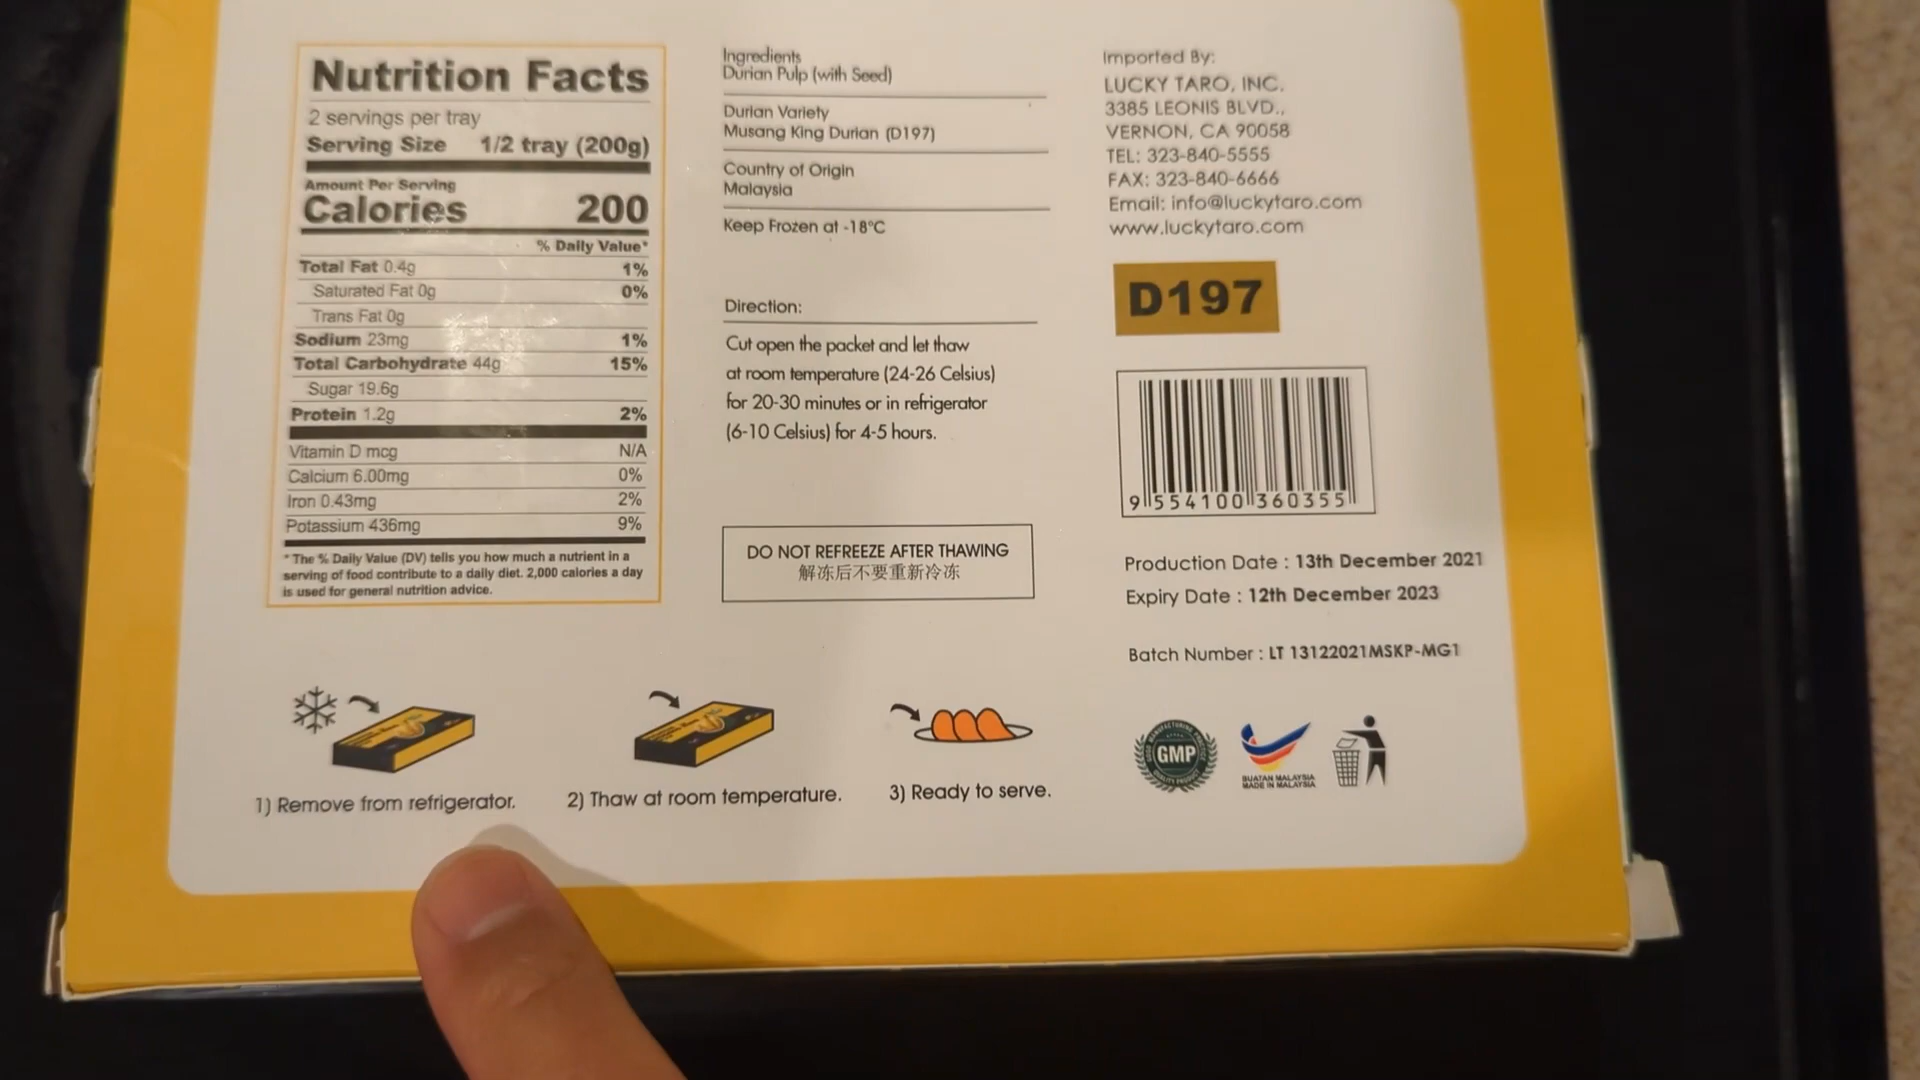 Nutrition Facts
2 servings per tray
Serving Size 1/2 tray (200g)
Amount Per Serving
Calories 200
% Daily Value*
Total Fat 0.4g 1%
Saturated Fat 0g 0%
Trans Fat 0g
Sodium 23mg 1%
Total Carbohydrate 44g 15%
Sugar 19.6g
Protein 1.2g 2%
Vitamin D mcg N/A
Calcium 6.00mg 0%
Iron 0.43mg 2%
Potassium 436mg 9%
* The % Daily Value (DV) tells you how much a nutrient in a
serving of food contribute to a daily diet. 2,000 calories a day
is used for general nutrition advice.
Ingredients
Durian Pulp (with Seed)
Durian Variety
Musang King Durian (D197)
Country of Origin
Malaysia
Keep Frozen at -18°C
Direction:
Cut open the packet and let thaw
at room temperature (24-26 Celsius)
for 20-30 minutes or in refrigerator
(6-10 Celsius) for 4-5 hours.
DO NOT REFREEZE AFTER THAWING
解冻后不要重新冷冻
Imported By:
LUCKY TARO, INC.
3385 LEONIS BLVD.,
VERNON, CA 90058
TEL: 323-840-5555
FAX: 323-840-6666
Email: info@luckytaro.com
www.luckytaro.com
D197
9 554100 360355
Production Date : 13th December 2021
Expiry Date : 12th December 2023
Batch Number : LT 13122021MSKP-MG1
1) Remove from refrigerator.
2) Thaw at room temperature.
3) Ready to serve.
GMP
BUATAN MALAYSIA
MADE IN MALAYSIA